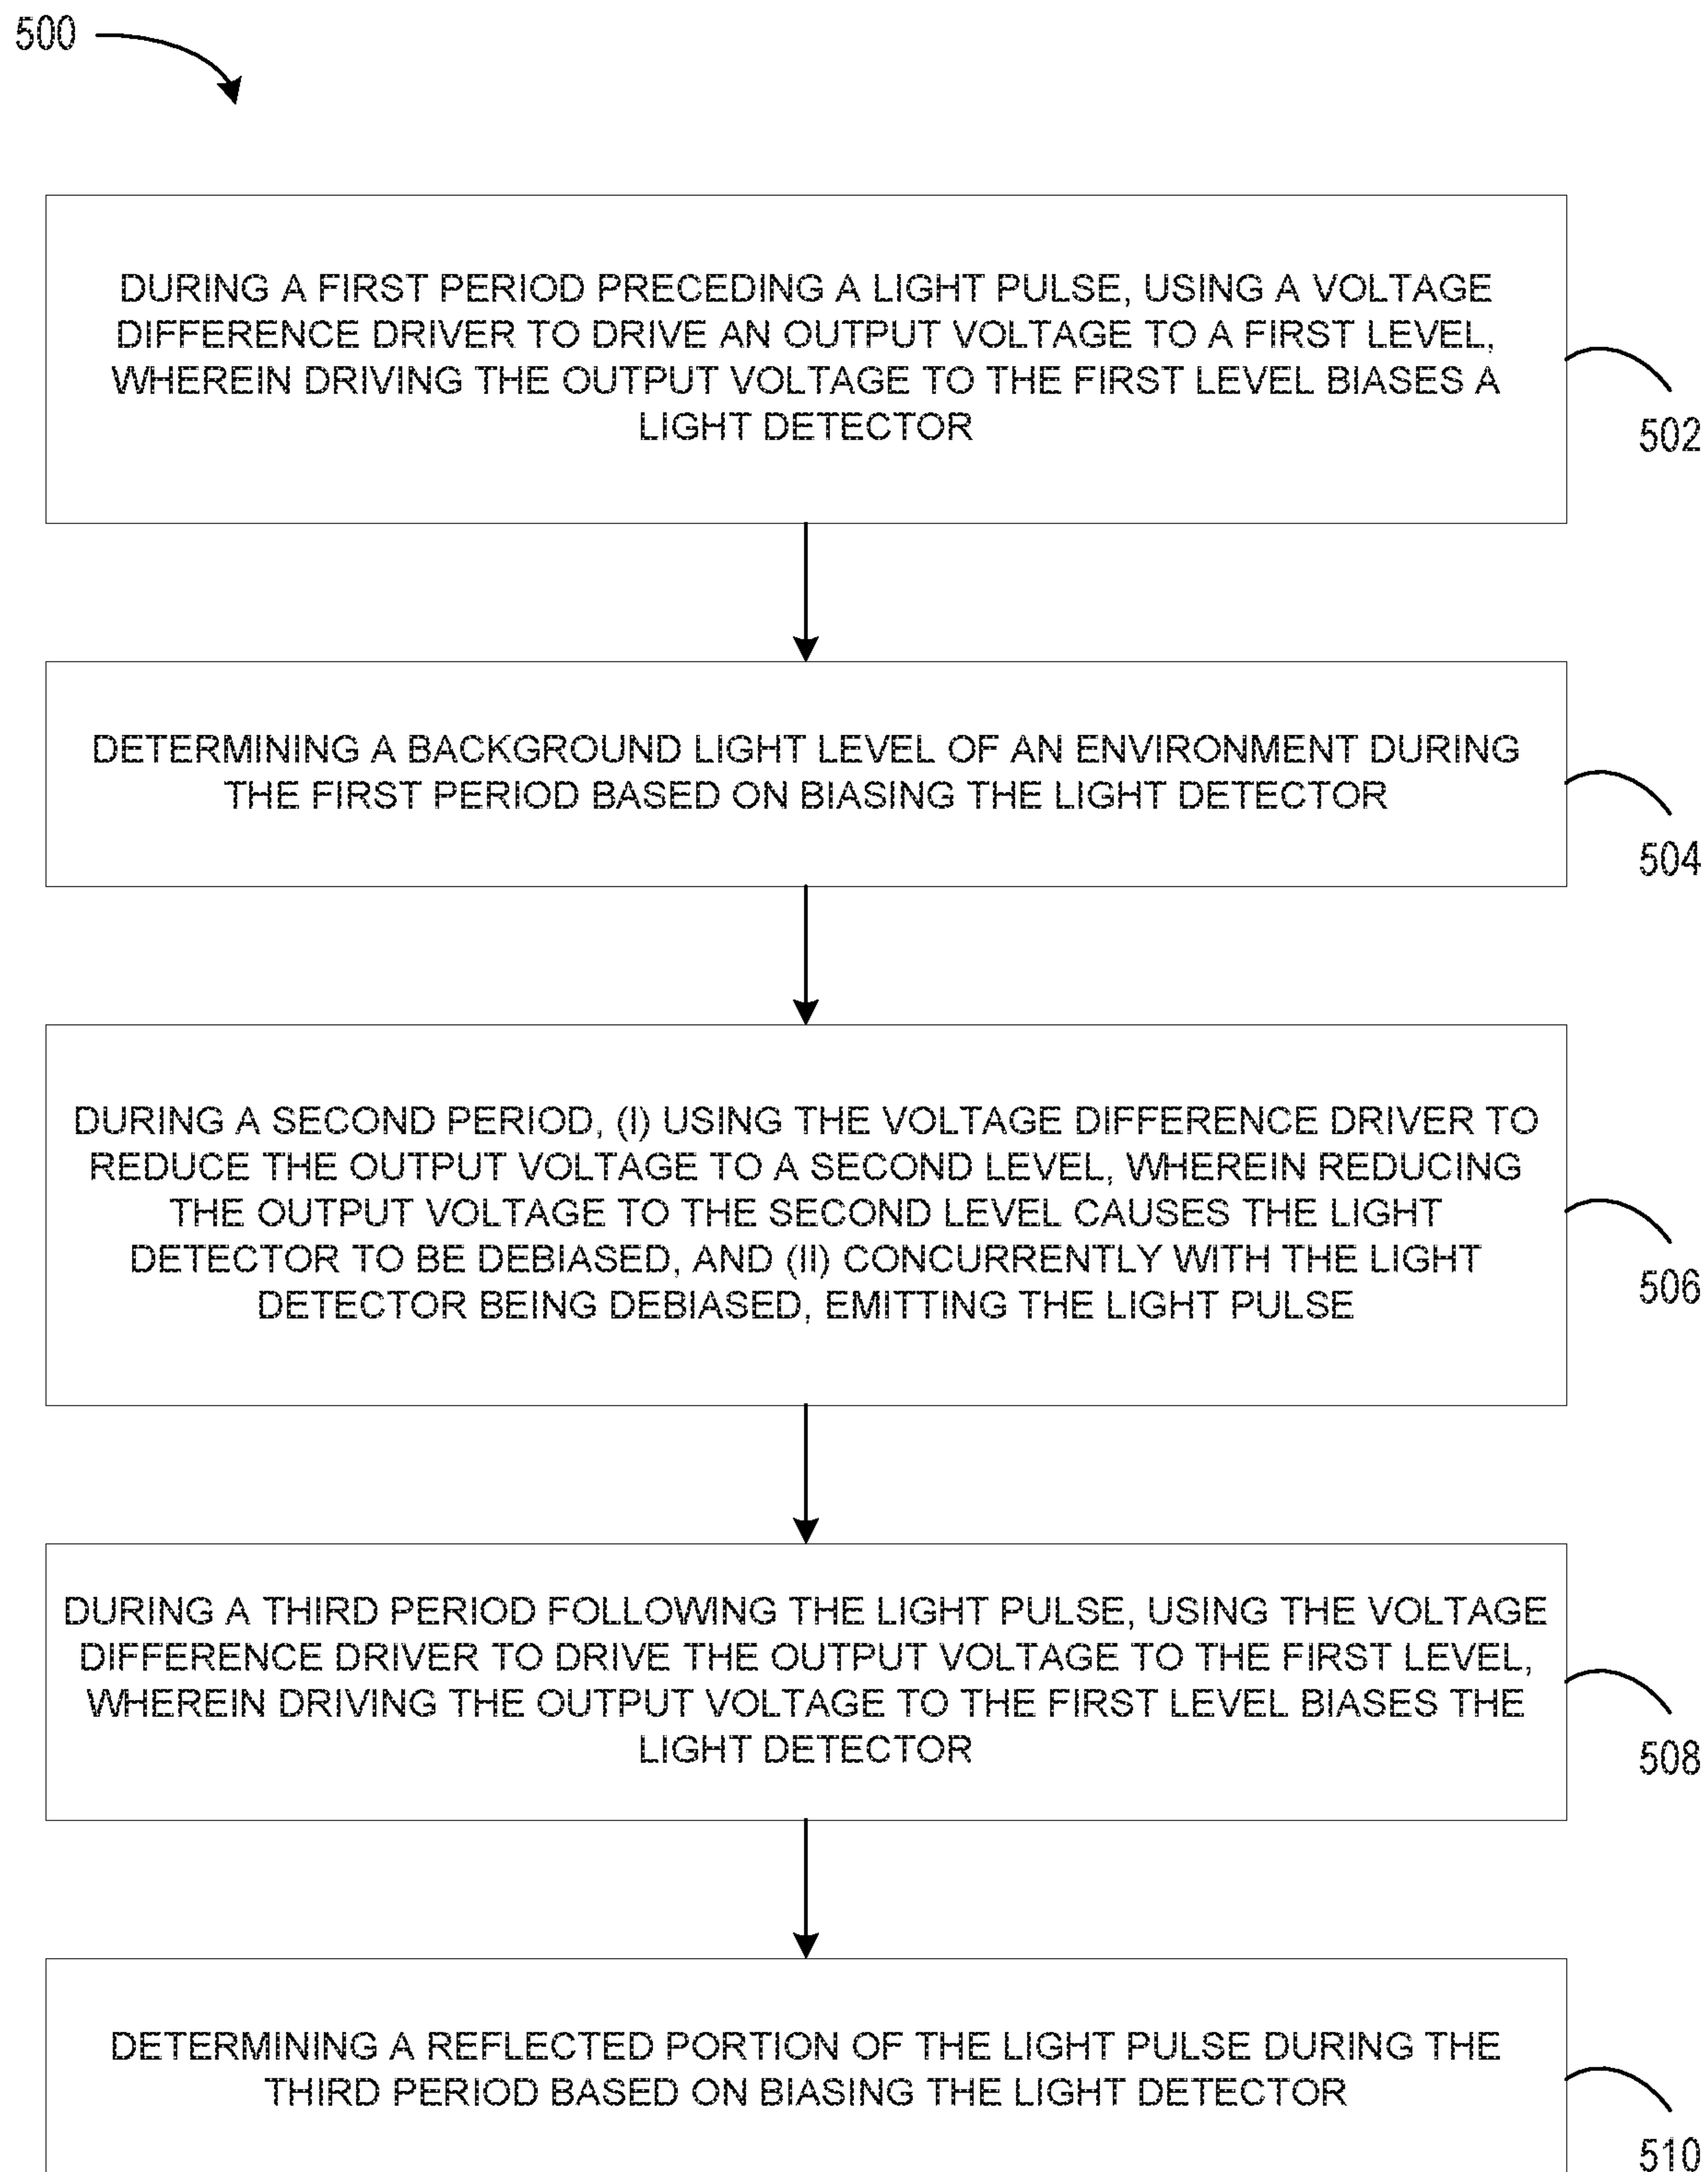 500
DURING A FIRST PERIOD PRECEDING A LIGHT PULSE, USING A VOLTAGE
DIFFERENCE DRIVER TO DRIVE AN OUTPUT VOLTAGE TO A FIRST LEVEL,
WHEREIN DRIVING THE OUTPUT VOLTAGE TO THE FIRST LEVEL BIASES A
LIGHT DETECTOR
502
DETERMINING A BACKGROUND LIGHT LEVEL OF AN ENVIRONMENT DURING
THE FIRST PERIOD BASED ON BIASING THE LIGHT DETECTOR
504
DURING A SECOND PERIOD, (I) USING THE VOLTAGE DIFFERENCE DRIVER TO
REDUCE THE OUTPUT VOLTAGE TO A SECOND LEVEL, WHEREIN REDUCING
THE OUTPUT VOLTAGE TO THE SECOND LEVEL CAUSES THE LIGHT
DETECTOR TO BE DEBIASED, AND (II) CONCURRENTLY WITH THE LIGHT
DETECTOR BEING DEBIASED, EMITTING THE LIGHT PULSE
506
DURING A THIRD PERIOD FOLLOWING THE LIGHT PULSE, USING THE VOLTAGE
DIFFERENCE DRIVER TO DRIVE THE OUTPUT VOLTAGE TO THE FIRST LEVEL,
WHEREIN DRIVING THE OUTPUT VOLTAGE TO THE FIRST LEVEL BIASES THE
LIGHT DETECTOR
508
DETERMINING A REFLECTED PORTION OF THE LIGHT PULSE DURING THE
THIRD PERIOD BASED ON BIASING THE LIGHT DETECTOR
510